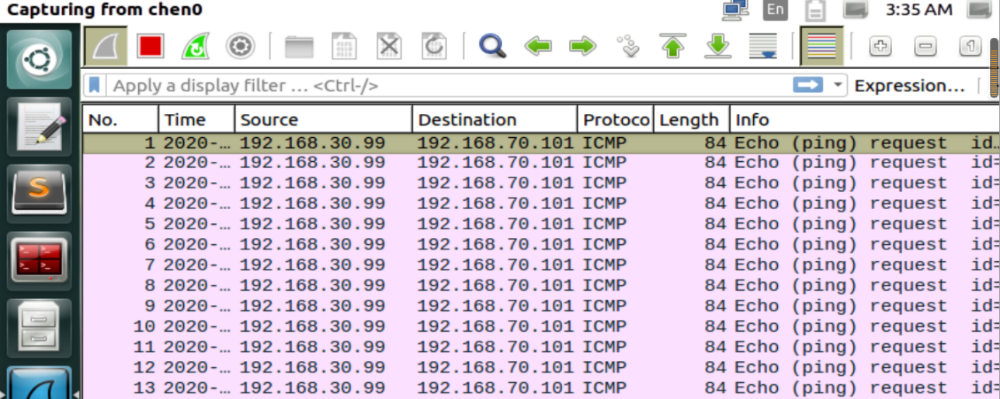 Capturing from chen0
En
3:35 AM
Apply a display filter … <Ctrl-/>
Expression…
No. Time Source Destination Protoco Length Info
1 2020-… 192.168.30.99 192.168.70.101 ICMP 84 Echo (ping) request id…
2 2020-… 192.168.30.99 192.168.70.101 ICMP 84 Echo (ping) request id=
3 2020-… 192.168.30.99 192.168.70.101 ICMP 84 Echo (ping) request id=
4 2020-… 192.168.30.99 192.168.70.101 ICMP 84 Echo (ping) request id=
5 2020-… 192.168.30.99 192.168.70.101 ICMP 84 Echo (ping) request id=
6 2020-… 192.168.30.99 192.168.70.101 ICMP 84 Echo (ping) request id=
7 2020-… 192.168.30.99 192.168.70.101 ICMP 84 Echo (ping) request id=
8 2020-… 192.168.30.99 192.168.70.101 ICMP 84 Echo (ping) request id=
9 2020-… 192.168.30.99 192.168.70.101 ICMP 84 Echo (ping) request id=
10 2020-… 192.168.30.99 192.168.70.101 ICMP 84 Echo (ping) request id=
11 2020-… 192.168.30.99 192.168.70.101 ICMP 84 Echo (ping) request id=
12 2020-… 192.168.30.99 192.168.70.101 ICMP 84 Echo (ping) request id=
13 2020-… 192.168.30.99 192.168.70.101 ICMP 84 Echo (ping) request id=